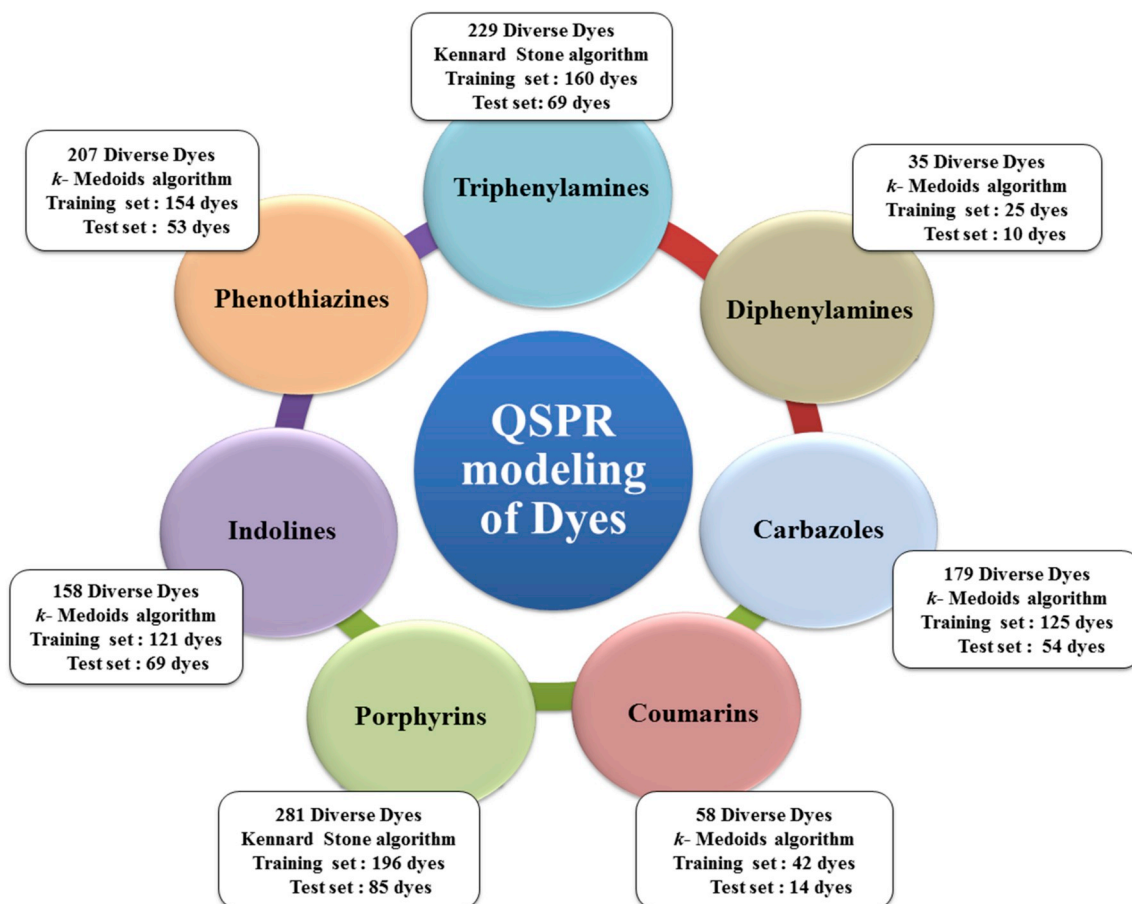 229 Diverse Dyes
Kennard Stone algorithm
Training set : 160 dyes
Test set: 69 dyes
Triphenylamines
207 Diverse Dyes
k- Medoids algorithm
Training set : 154 dyes
Test set : 53 dyes
Phenothiazines
35 Diverse Dyes
k- Medoids algorithm
Training set : 25 dyes
Test set : 10 dyes
Diphenylamines
QSPR
modeling
of Dyes
Indolines
158 Diverse Dyes
k- Medoids algorithm
Training set : 121 dyes
Test set : 69 dyes
Carbazoles
179 Diverse Dyes
k- Medoids algorithm
Training set : 125 dyes
Test set : 54 dyes
Porphyrins
281 Diverse Dyes
Kennard Stone algorithm
Training set : 196 dyes
Test set : 85 dyes
Coumarins
58 Diverse Dyes
k- Medoids algorithm
Training set : 42 dyes
Test set : 14 dyes